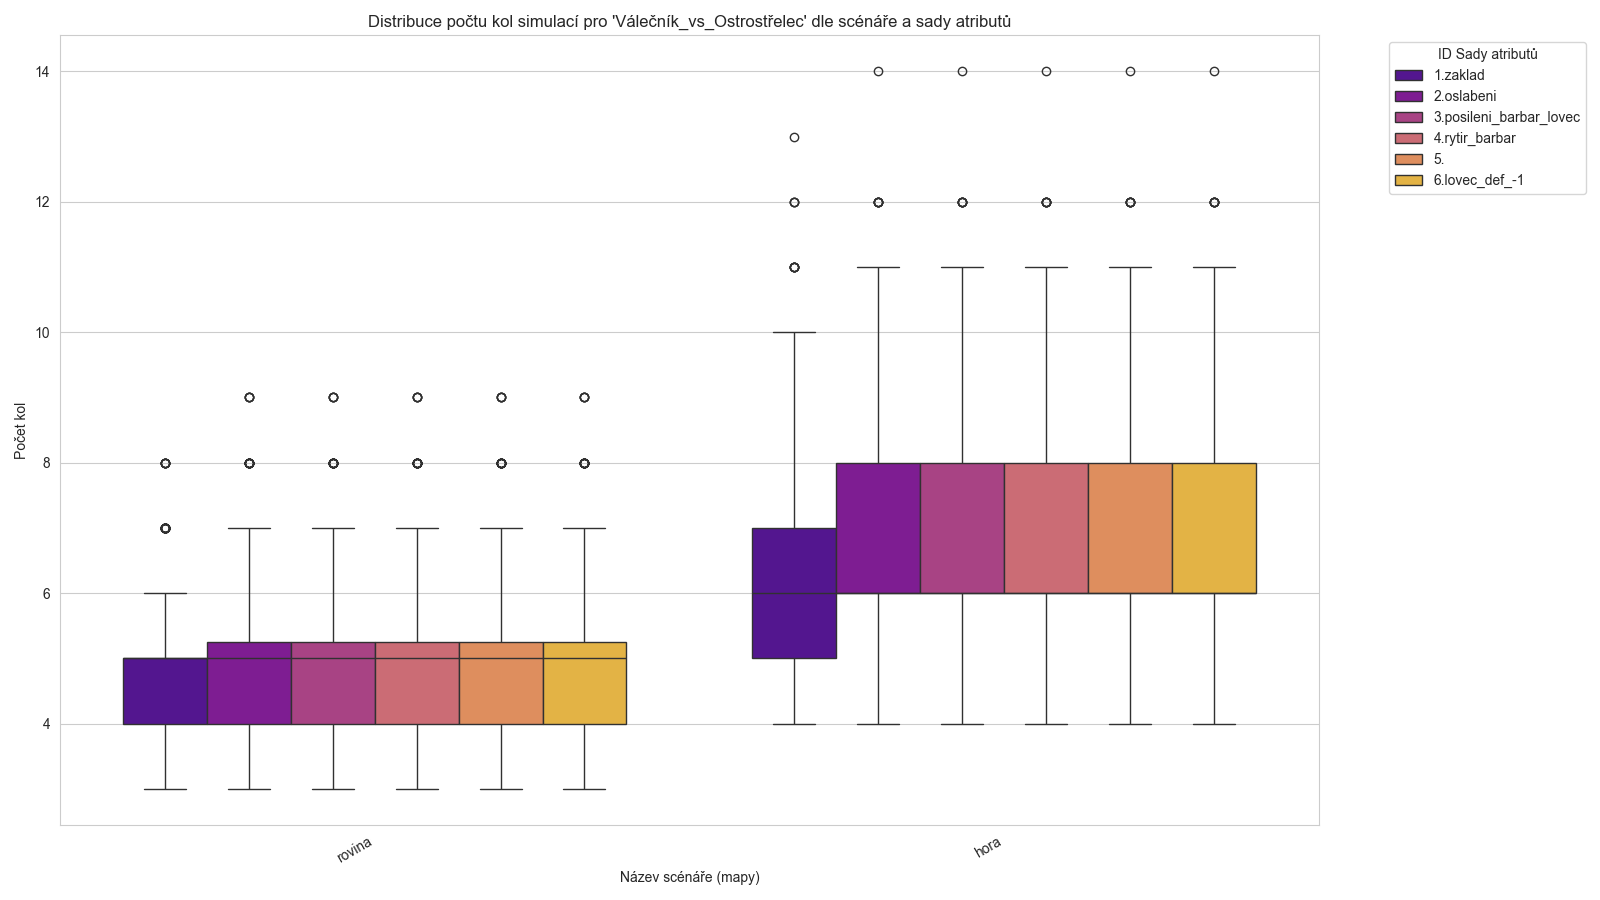 Distribuce počtu kol simulací pro 'Válečník_vs_Ostrostřelec' dle scénáře a sady atributů
ID Sady atributů
1.zaklad
2.oslabeni
3.posileni_barbar_lovec
4.rytir_barbar
5.
6.lovec_def_-1
14
12
10
8
6
4
Počet kol
rovina
hora
Název scénáře (mapy)